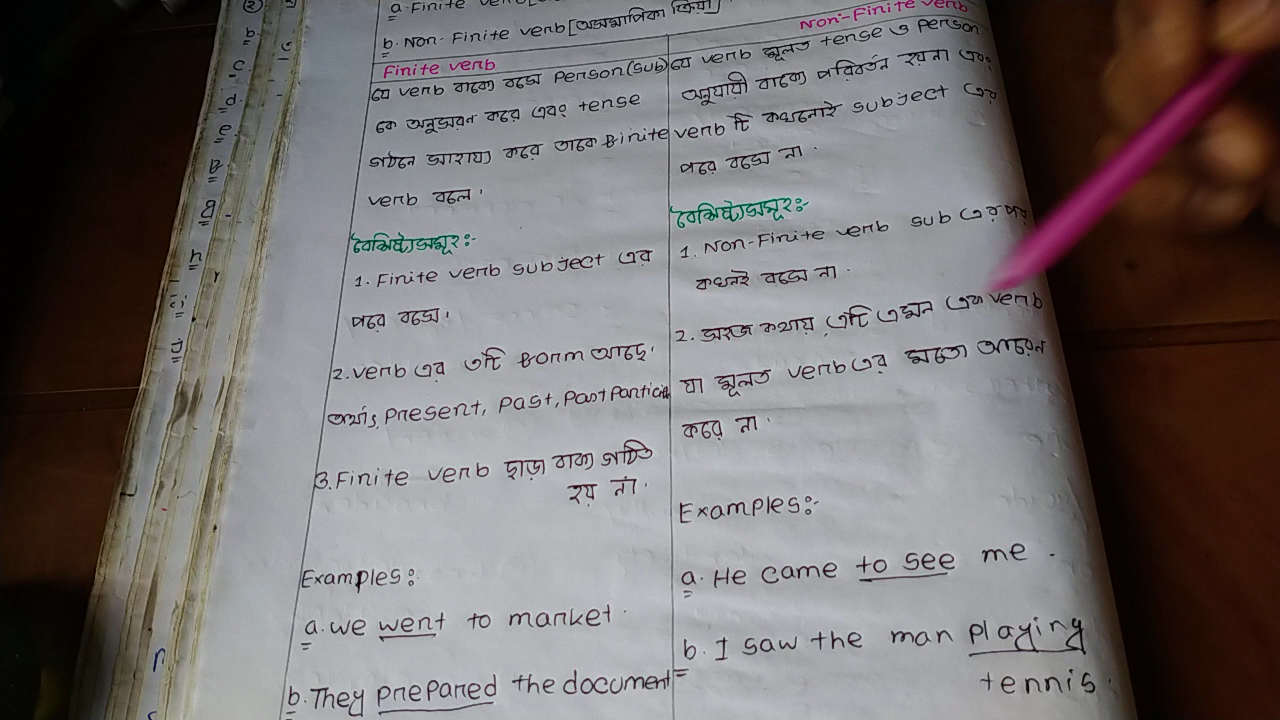 a. Finite
b. Non-Finite verb [অসমাপিকা ক্রিয়া]
Finite verb
যে verb বাক্যে বসে Person(sub)
কে অনুসরন করে এবং tense
গঠনে সাহায্য করে তাকে finite
verb বলে।
বৈশিষ্ট্যসমূহ:-
1. Finite verb subject এর
পরে বসে।
2. verb এর ৩টি form আছে।
অর্থাৎ, Present, Past, Past
3. Finite verb ছাড়া বাক্য গঠিত
হয় না।
Examples:
a. we went to market.
b. They prepared the document
Non-Finite verb
যে verb মূলত tense ও Person
অনুযায়ী বাক্যে পরিবর্তন হয় না এবং
verb টি কখনোই subject এর
পরে বসে না।
বৈশিষ্ট্যসমূহ:-
1. Non-Finite verb sub এর পর
কখনই বসে না.
2. সহজ কথায়, এটি এমন এক verb
যা মূলত verb এর মতো আচরন
করে না.
Examples:-
a. He came to see me.
b. I saw the man playing
tennis.
b.
c.
d.
e.
g.
h.
i.